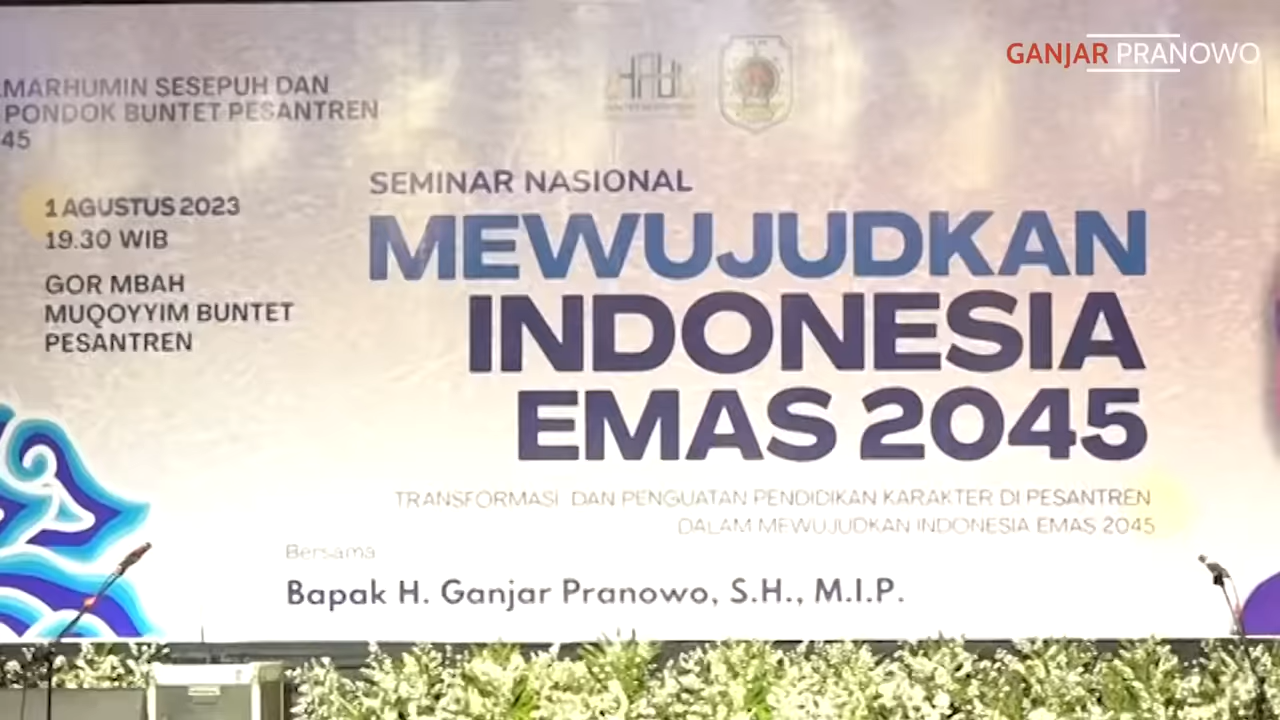 GANJAR PRANOWO
MARHUMIN SESEPUH DAN
PONDOK BUNTET PESANTREN
45
1 AGUSTUS 2023
19.30 WIB
GOR MBAH
MUQOYYIM BUNTET
PESANTREN
SEMINAR NASIONAL
MEWUJUDKAN
INDONESIA
EMAS 2045
TRANSFORMASI DAN PENGUATAN PENDIDIKAN KARAKTER DI PESANTREN
DALAM MEWUJUDKAN INDONESIA EMAS 2045
Bersama
Bapak H. Ganjar Pranowo, S.H., M.I.P.